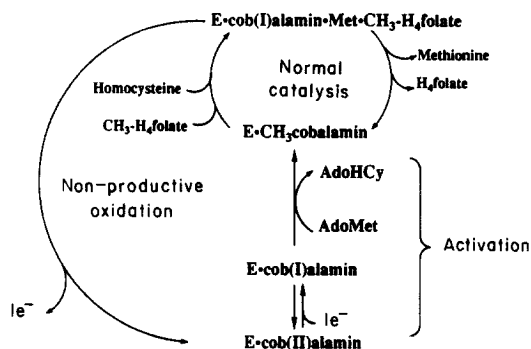 E•cob(I)alamin•Met•CH₃-H₄folate
Methionine
H₄folate
Normal
catalysis
Homocysteine
CH₃-H₄folate
E•CH₃cobalamin
Non-productive
oxidation
AdoHCy
AdoMet
Activation
E•cob(I)alamin
1e⁻
1e⁻
E•cob(II)alamin